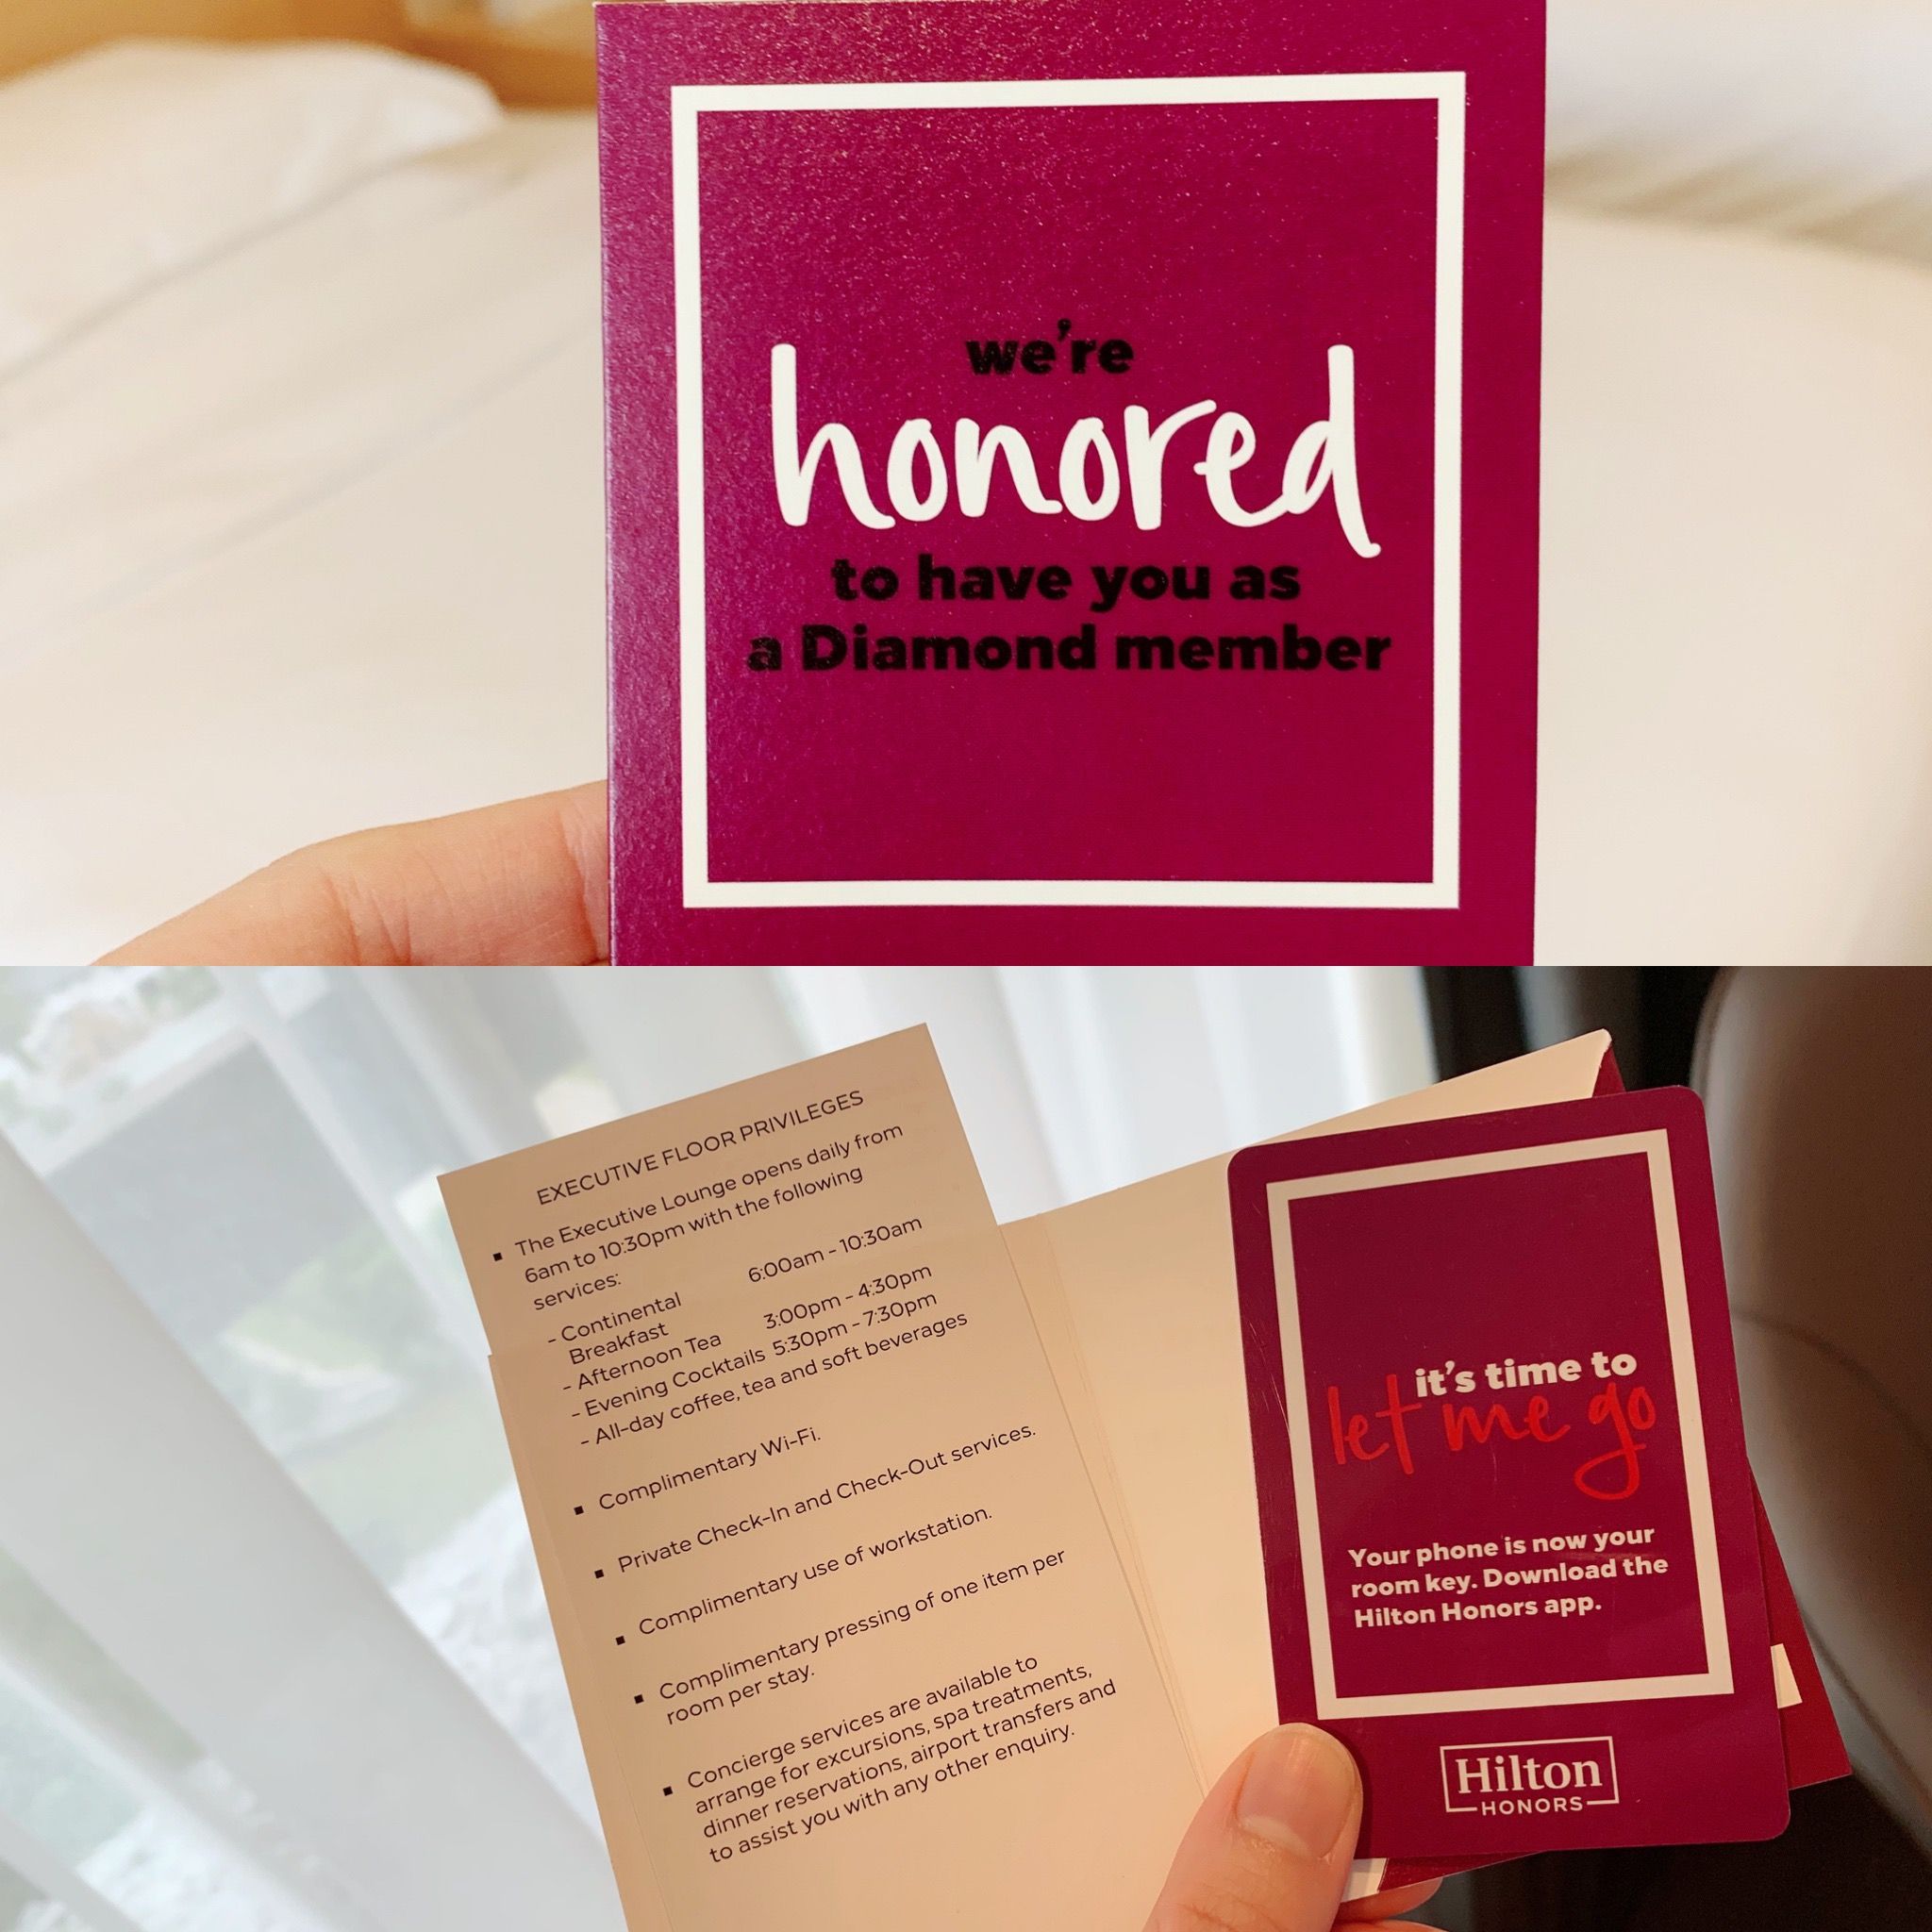 we're
honored
to have you as
a Diamond member
EXECUTIVE FLOOR PRIVILEGES
▪ The Executive Lounge opens daily from
6am to 10:30pm with the following
services:
- Continental 6:00am - 10:30am
Breakfast
- Afternoon Tea 3:00pm - 4:30pm
- Evening Cocktails 5:30pm - 7:30pm
- All-day coffee, tea and soft beverages
▪ Complimentary Wi-Fi.
▪ Private Check-In and Check-Out services.
▪ Complimentary use of workstation.
▪ Complimentary pressing of one item per
room per stay.
▪ Concierge services are available to
arrange for excursions, spa treatments,
dinner reservations, airport transfers and
to assist you with any other enquiry.
it's time to
let me go
Your phone is now your
room key. Download the
Hilton Honors app.
Hilton
HONORS